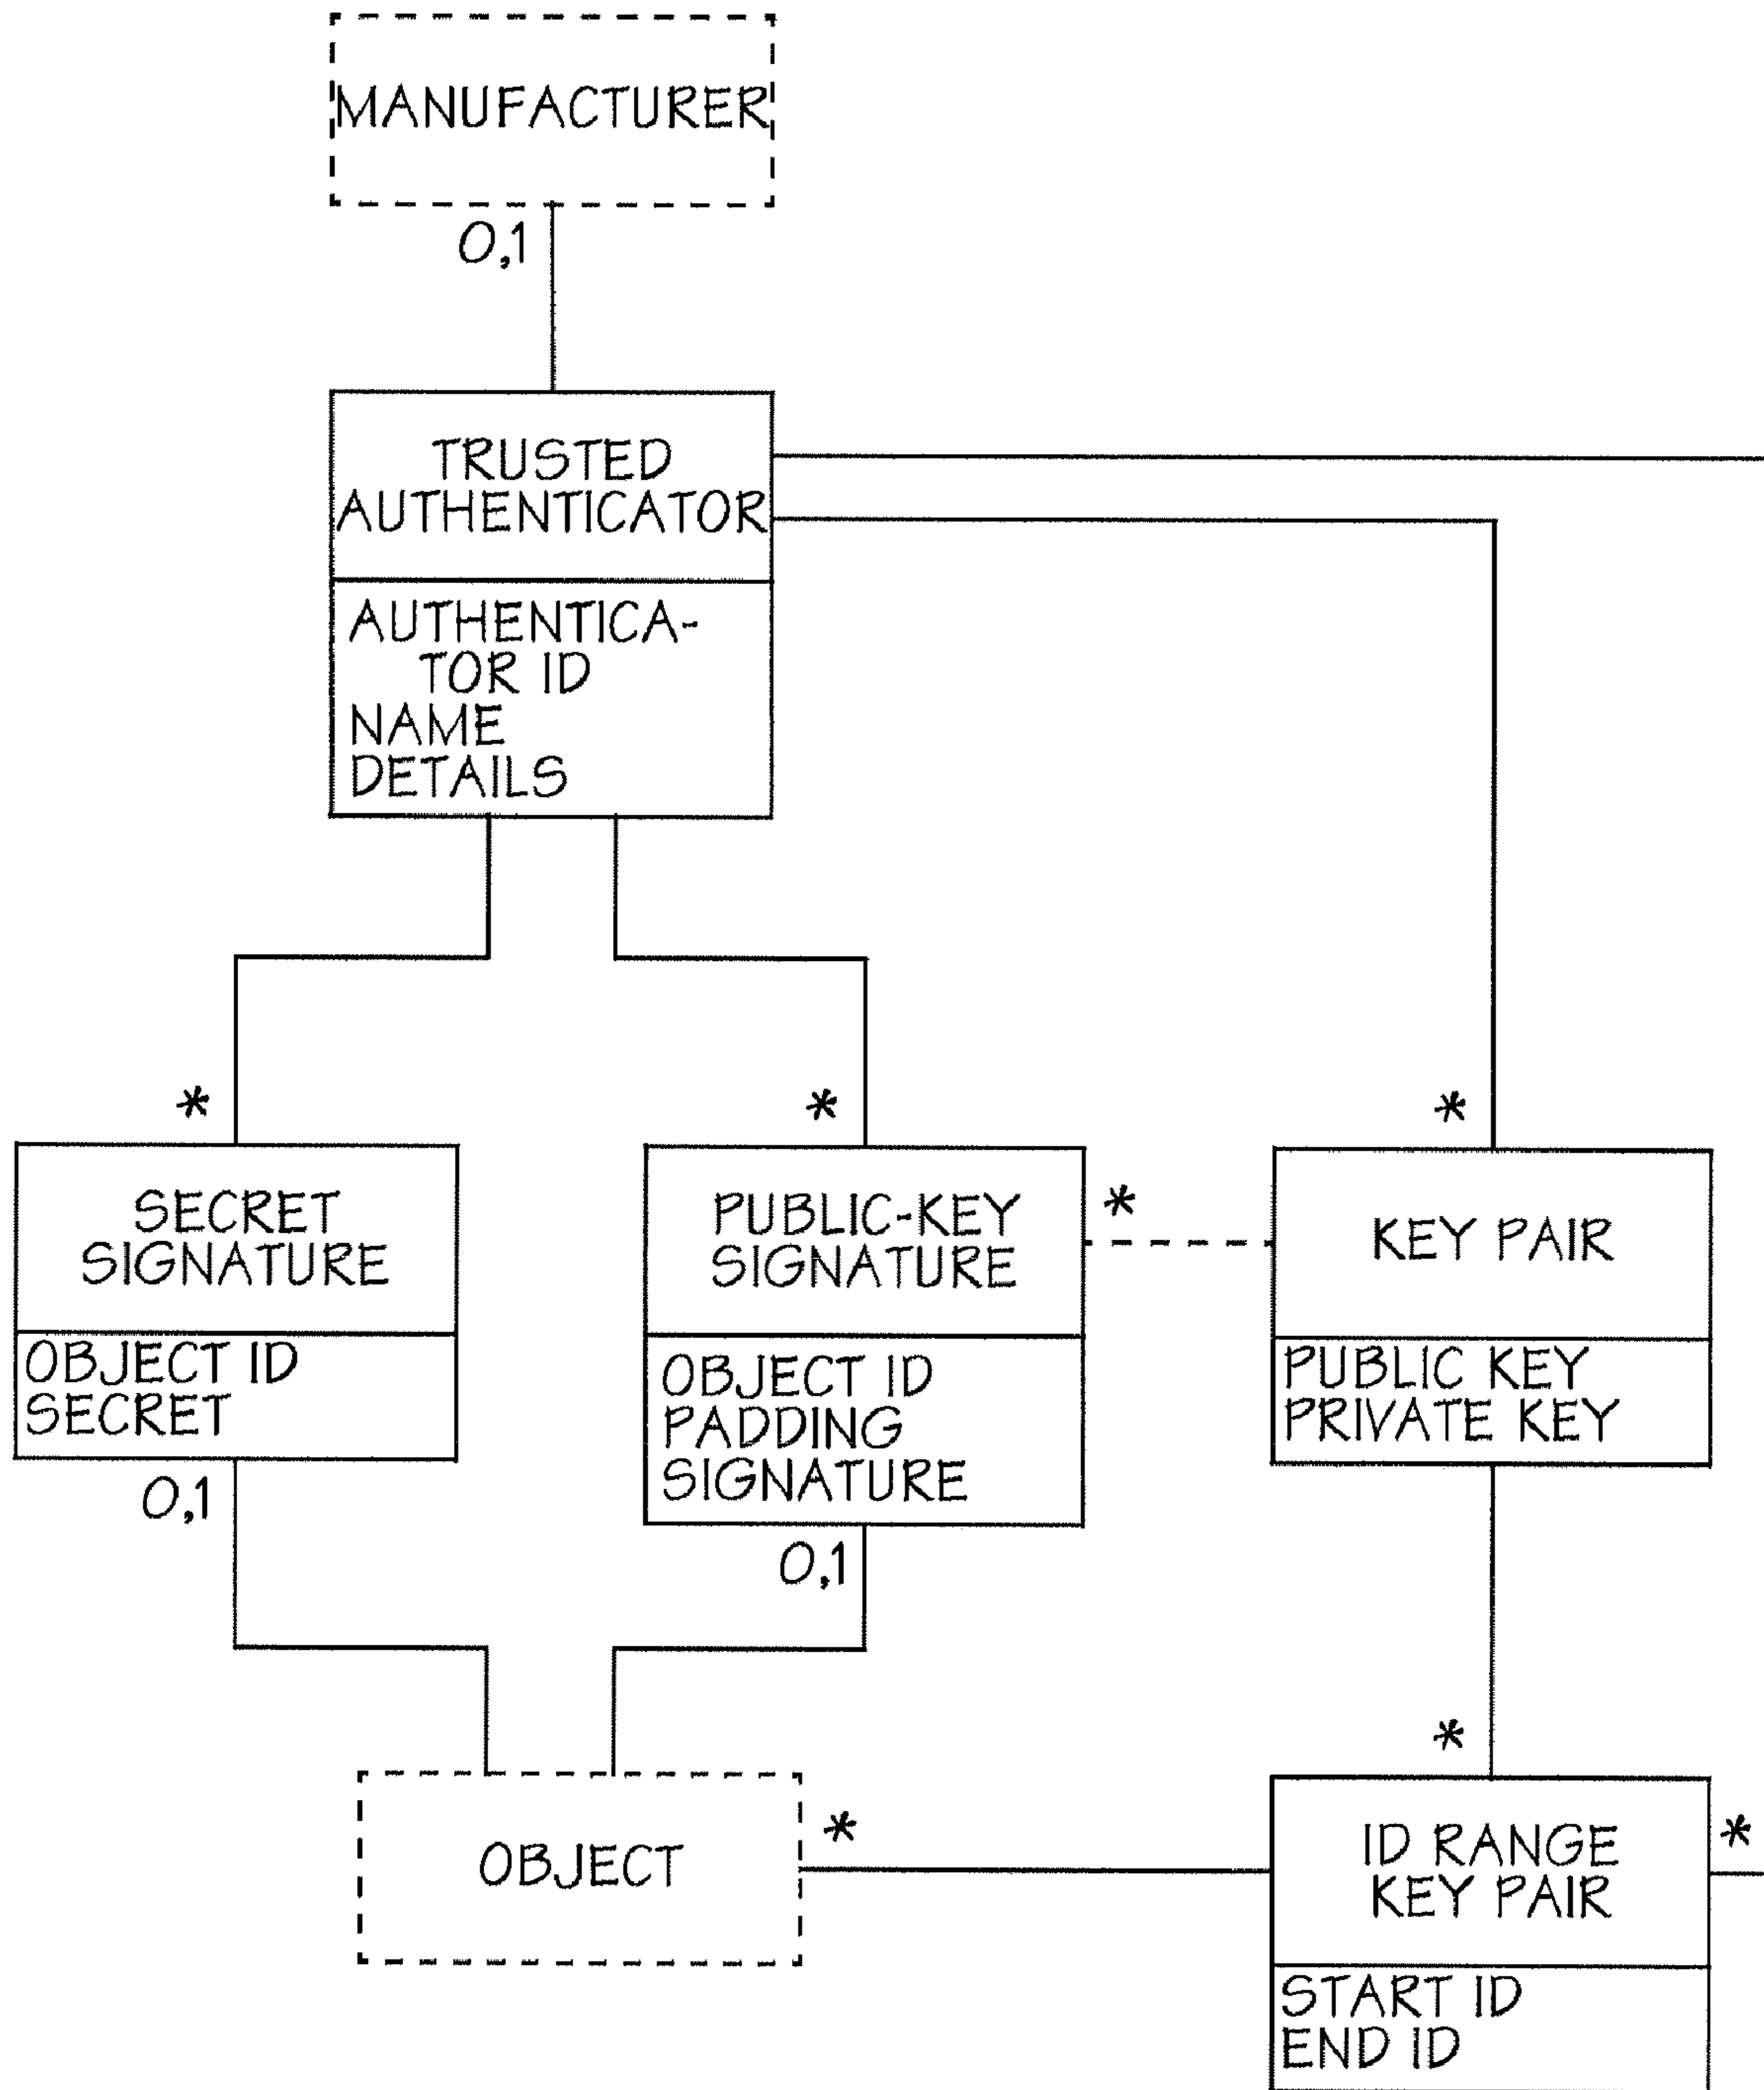 MANUFACTURER
0,1
TRUSTED
AUTHENTICATOR
AUTHENTICA-
TOR ID
NAME
DETAILS
*
*
*
SECRET
SIGNATURE
OBJECT ID
SECRET
0,1
PUBLIC-KEY
SIGNATURE
OBJECT ID
PADDING
SIGNATURE
0,1
*
KEY PAIR
PUBLIC KEY
PRIVATE KEY
*
OBJECT
*
ID RANGE
KEY PAIR
START ID
END ID
*